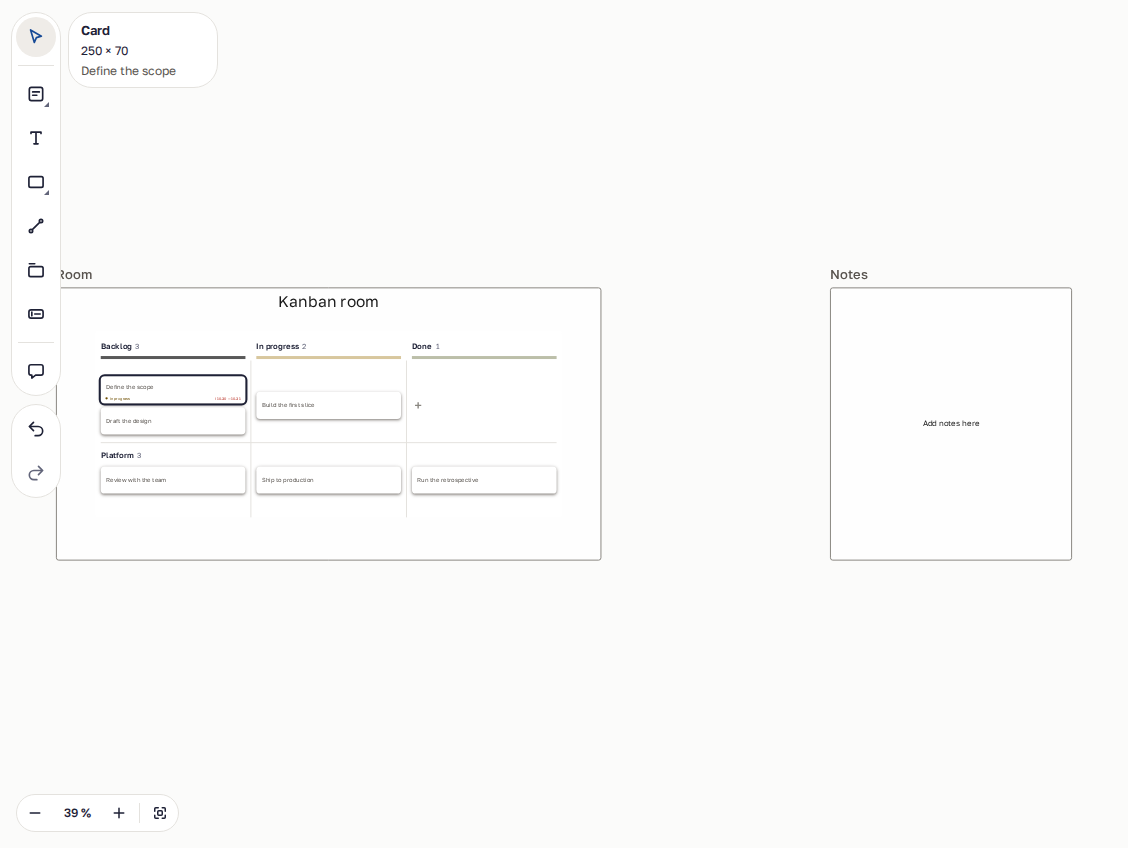 Card
250 × 70
Define the scope
T
Room
Notes
Kanban room
Backlog 3
In progress 2
Done 1
Define the scope
In progress
Draft the design
Build the first slice
+
Add notes here
Platform 3
Review with the team
Ship to production
Run the retrospective
39 %